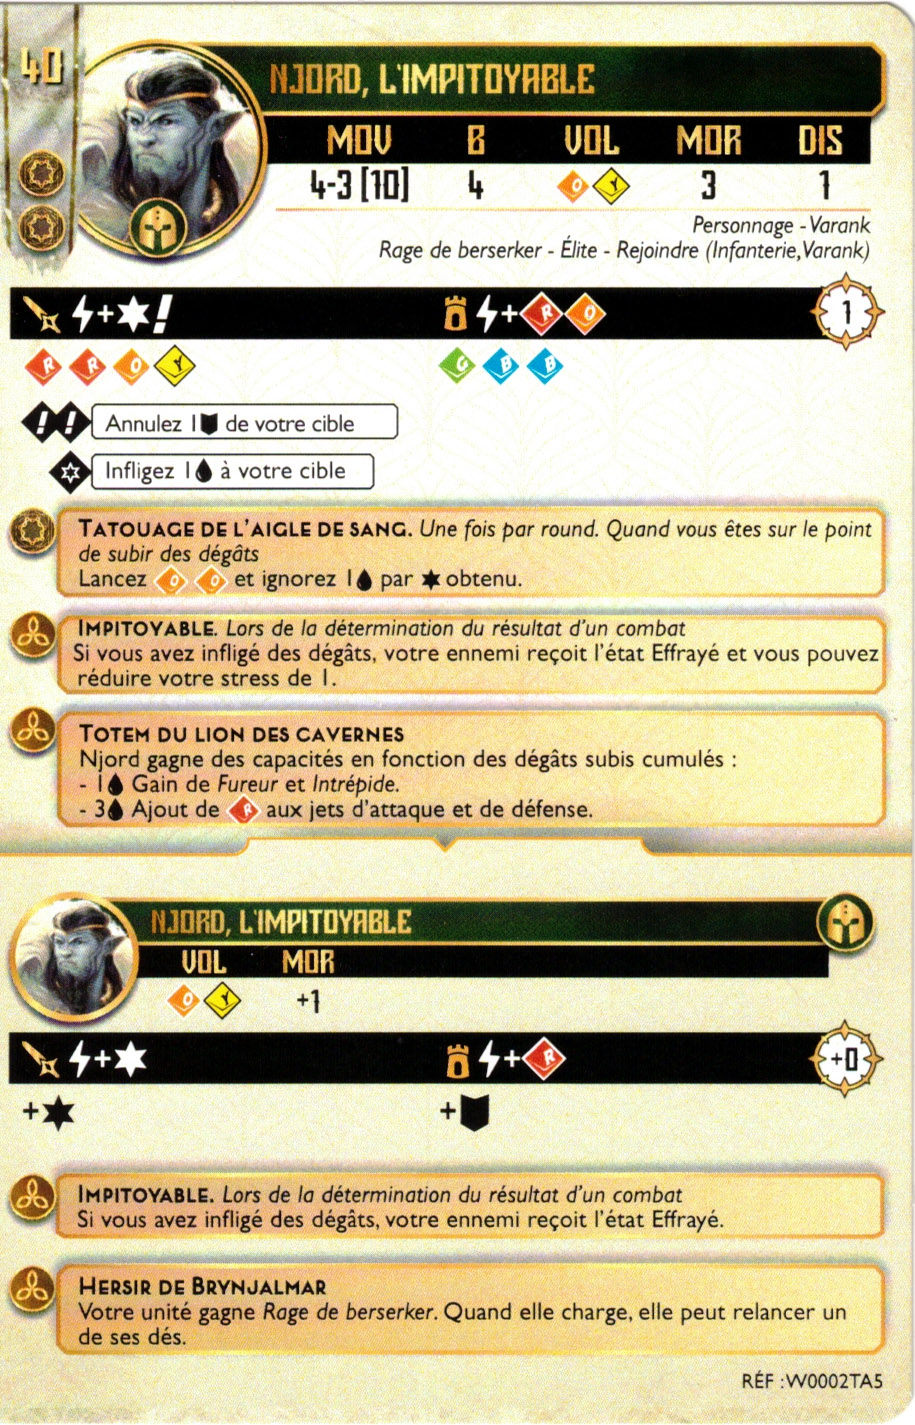 40
NJORD, L'IMPITOYABLE
MOV B VOL MOR DIS
4-3 [10] 4 O Y 3 1
Personnage - Varank
Rage de berserker - Élite - Rejoindre (Infanterie, Varank)
+ ! + R O 1
R R O Y G B B
!! Annulez 1 de votre cible
Infligez 1 à votre cible
TATOUAGE DE L'AIGLE DE SANG. Une fois par round. Quand vous êtes sur le point
de subir des dégâts
Lancez O O et ignorez 1 par obtenu.
IMPITOYABLE. Lors de la détermination du résultat d'un combat
Si vous avez infligé des dégâts, votre ennemi reçoit l'état Effrayé et vous pouvez
réduire votre stress de 1.
TOTEM DU LION DES CAVERNES
Njord gagne des capacités en fonction des dégâts subis cumulés :
- 1 Gain de Fureur et Intrépide.
- 3 Ajout de R aux jets d'attaque et de défense.
NJORD, L'IMPITOYABLE
VOL MOR
O Y +1
+ + R +0
+ +
IMPITOYABLE. Lors de la détermination du résultat d'un combat
Si vous avez infligé des dégâts, votre ennemi reçoit l'état Effrayé.
HERSIR DE BRYNJALMAR
Votre unité gagne Rage de berserker. Quand elle charge, elle peut relancer un
de ses dés.
RÉF :W0002TA5